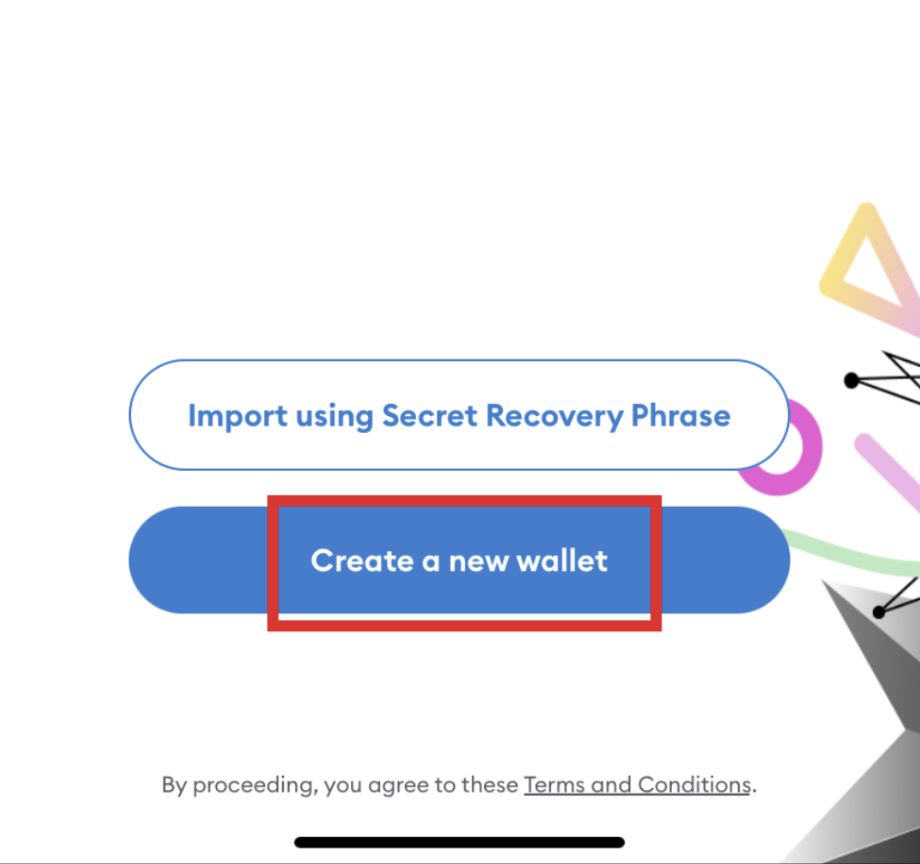 Import using Secret Recovery Phrase
Create a new wallet
By proceeding, you agree to these Terms and Conditions.